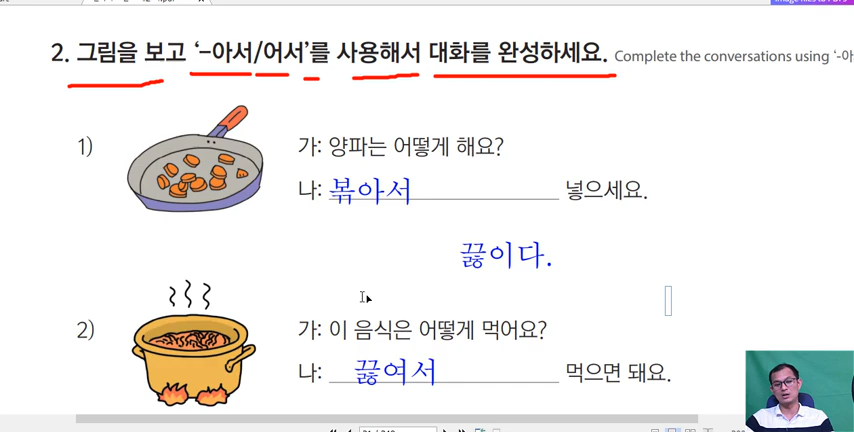 2. 그림을 보고 '–아서/어서'를 사용해서 대화를 완성하세요. Complete the conversations using '-아
1)
가: 양파는 어떻게 해요?
나: 볶아서 넣으세요.
끓이다.
2)
가: 이 음식은 어떻게 먹어요?
나: 끓여서 먹으면 돼요.